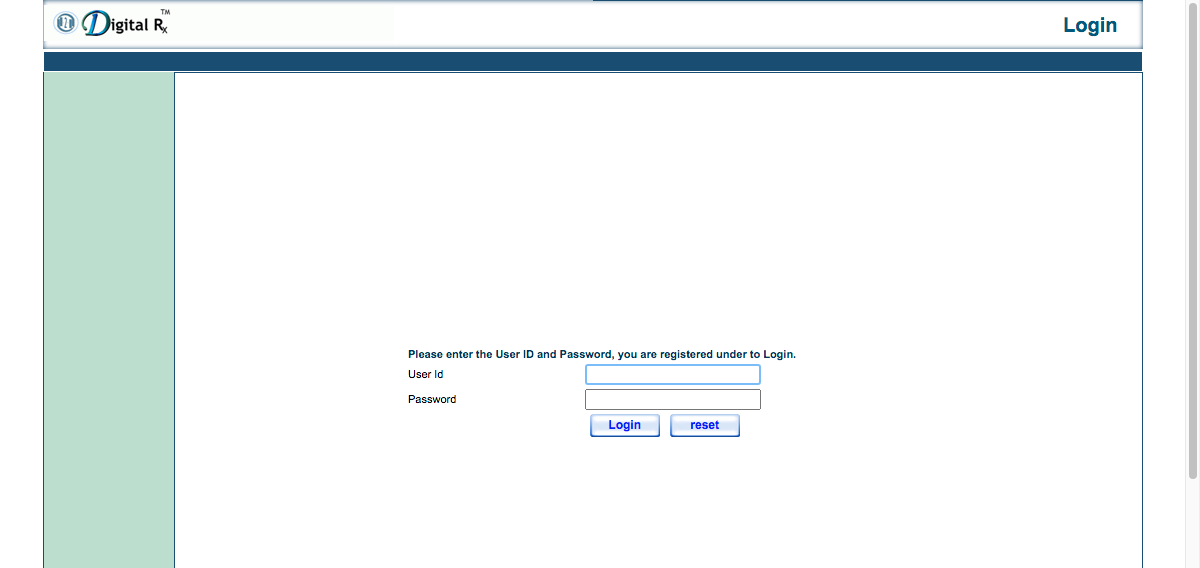 Digital Rx TM
Login
Please enter the User ID and Password, you are registered under to Login.
User Id
Password
Login reset